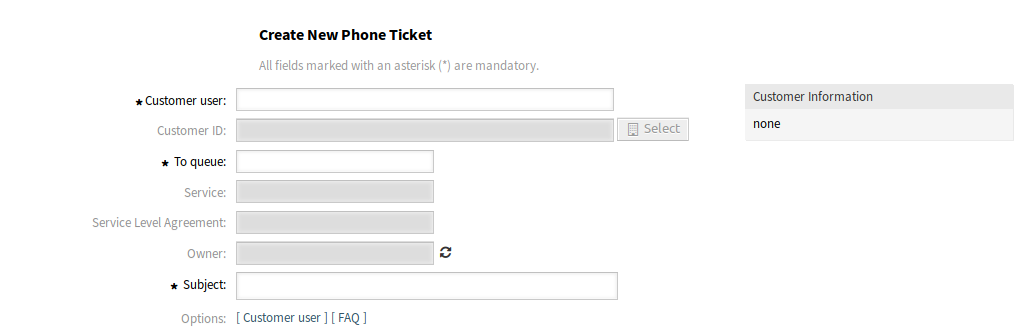 Create New Phone Ticket
All fields marked with an asterisk (*) are mandatory.
★ Customer user:
Customer Information
none
Customer ID:
Select
★ To queue:
Service:
Service Level Agreement:
Owner:
★ Subject:
Options: [ Customer user ] [ FAQ ]